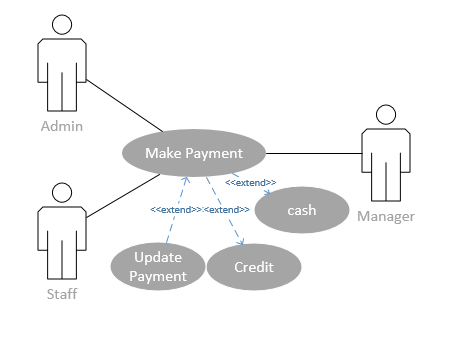 Admin
Make Payment
Manager
<<extend>>
cash
<<extend>>
<<extend>>
Staff
Update
Payment
Credit